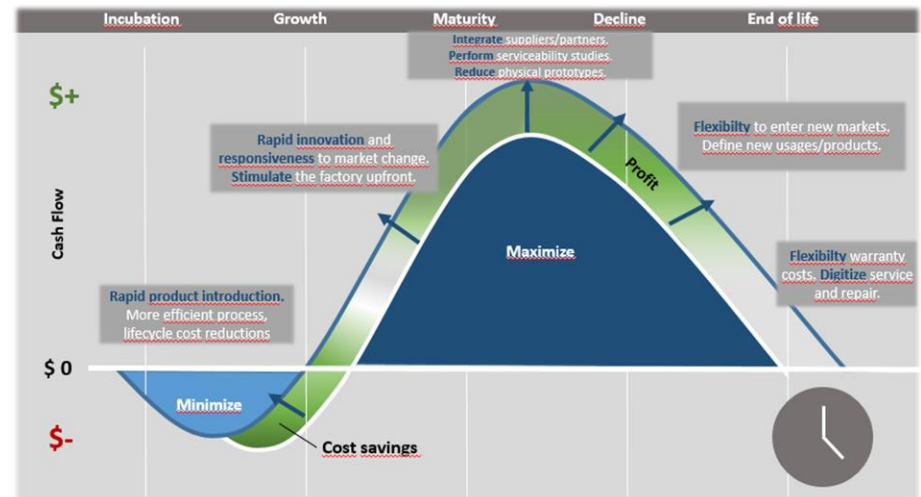 Incubation
Growth
Maturity
Decline
End of life
Integrate suppliers/partners.
Perform serviceability studies.
Reduce physical prototypes.
$+
Rapid innovation and
responsiveness to market change.
Stimulate the factory upfront.
Flexibilty to enter new markets.
Define new usages/products.
Profit
Cash Flow
Maximize
Flexibilty warranty
costs. Digitize service
and repair.
Rapid product introduction.
More efficient process,
lifecycle cost reductions
$ 0
Minimize
$-
Cost savings